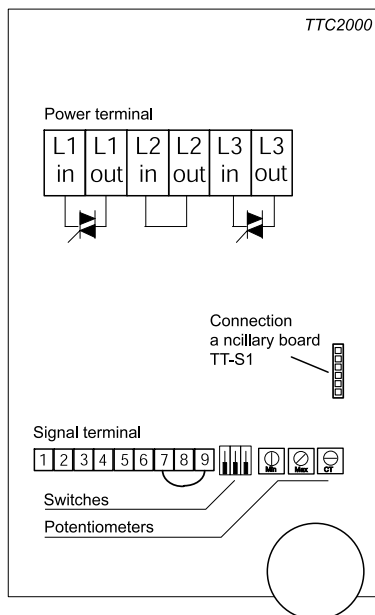 TTC2000
Power terminal
L1 in L1 out L2 in L2 out L3 in L3 out
Connection
a ncillary board
TT-S1
Signal terminal
1 2 3 4 5 6 7 8 9
Min Max CT
Switches
Potentiometers